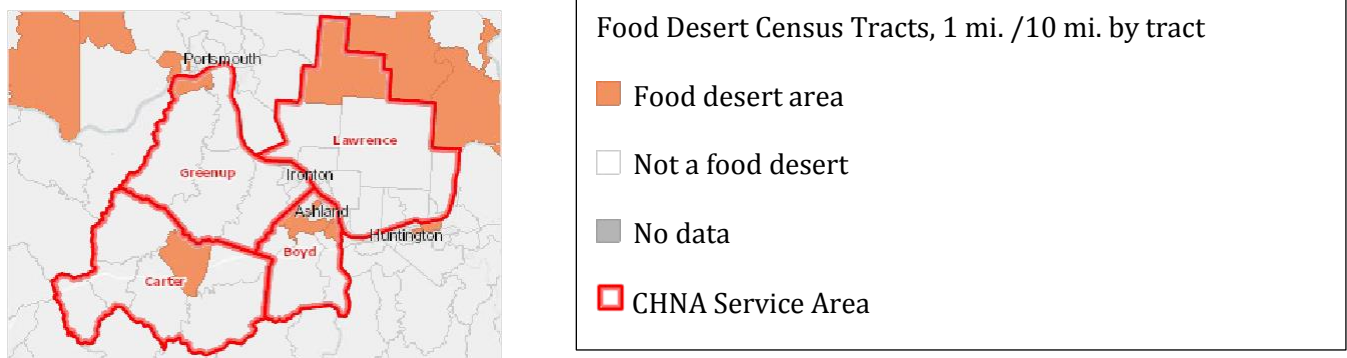 Portsmouth
Lawrence
Greenup
Ironton
Ashland
Huntington
Boyd
Carter
Food Desert Census Tracts, 1 mi. /10 mi. by tract
Food desert area
Not a food desert
No data
CHNA Service Area